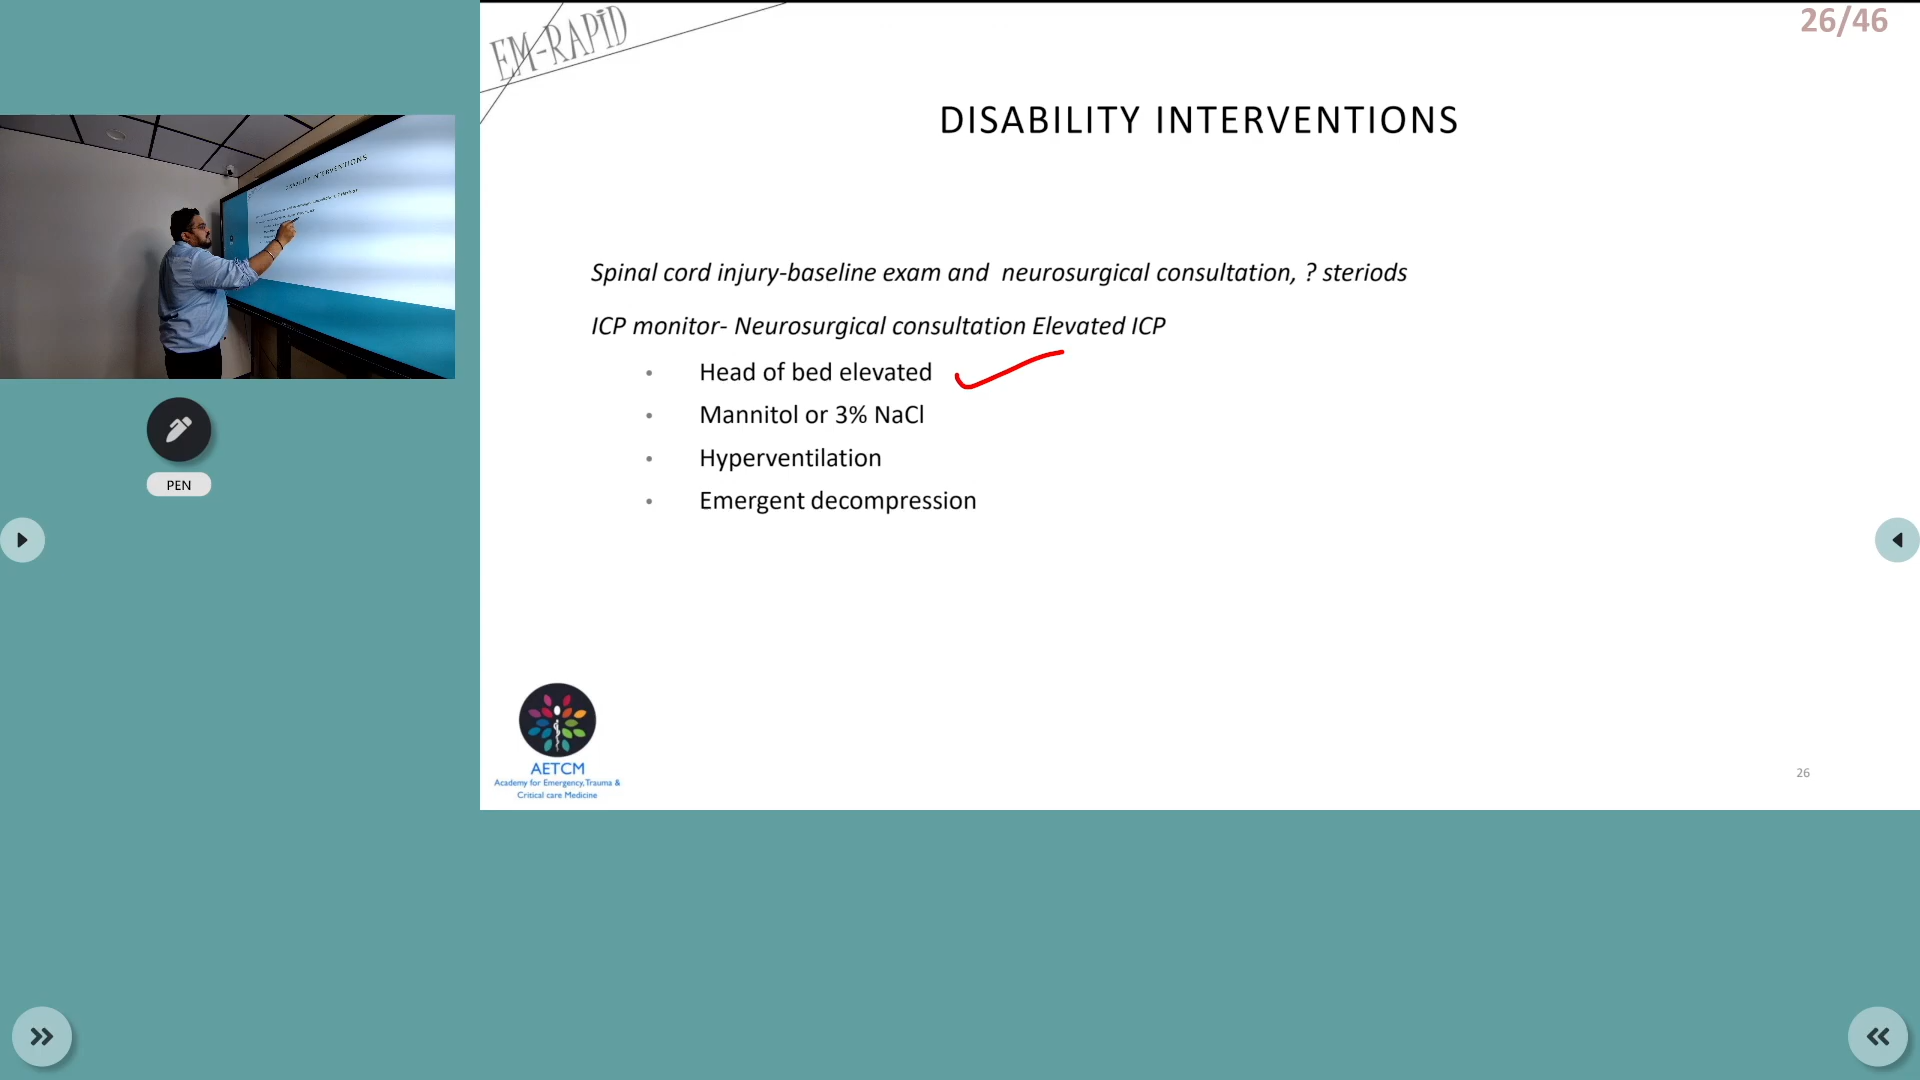 EM-RAPiD
26/46
DISABILITY INTERVENTIONS
Spinal cord injury-baseline exam and neurosurgical consultation, ? steriods
ICP monitor- Neurosurgical consultation Elevated ICP
• Head of bed elevated
• Mannitol or 3% NaCl
• Hyperventilation
• Emergent decompression
PEN
AETCM
Academy for Emergency,Trauma &
Critical care Medicine
26
DISABILITY INTERVENTIONS